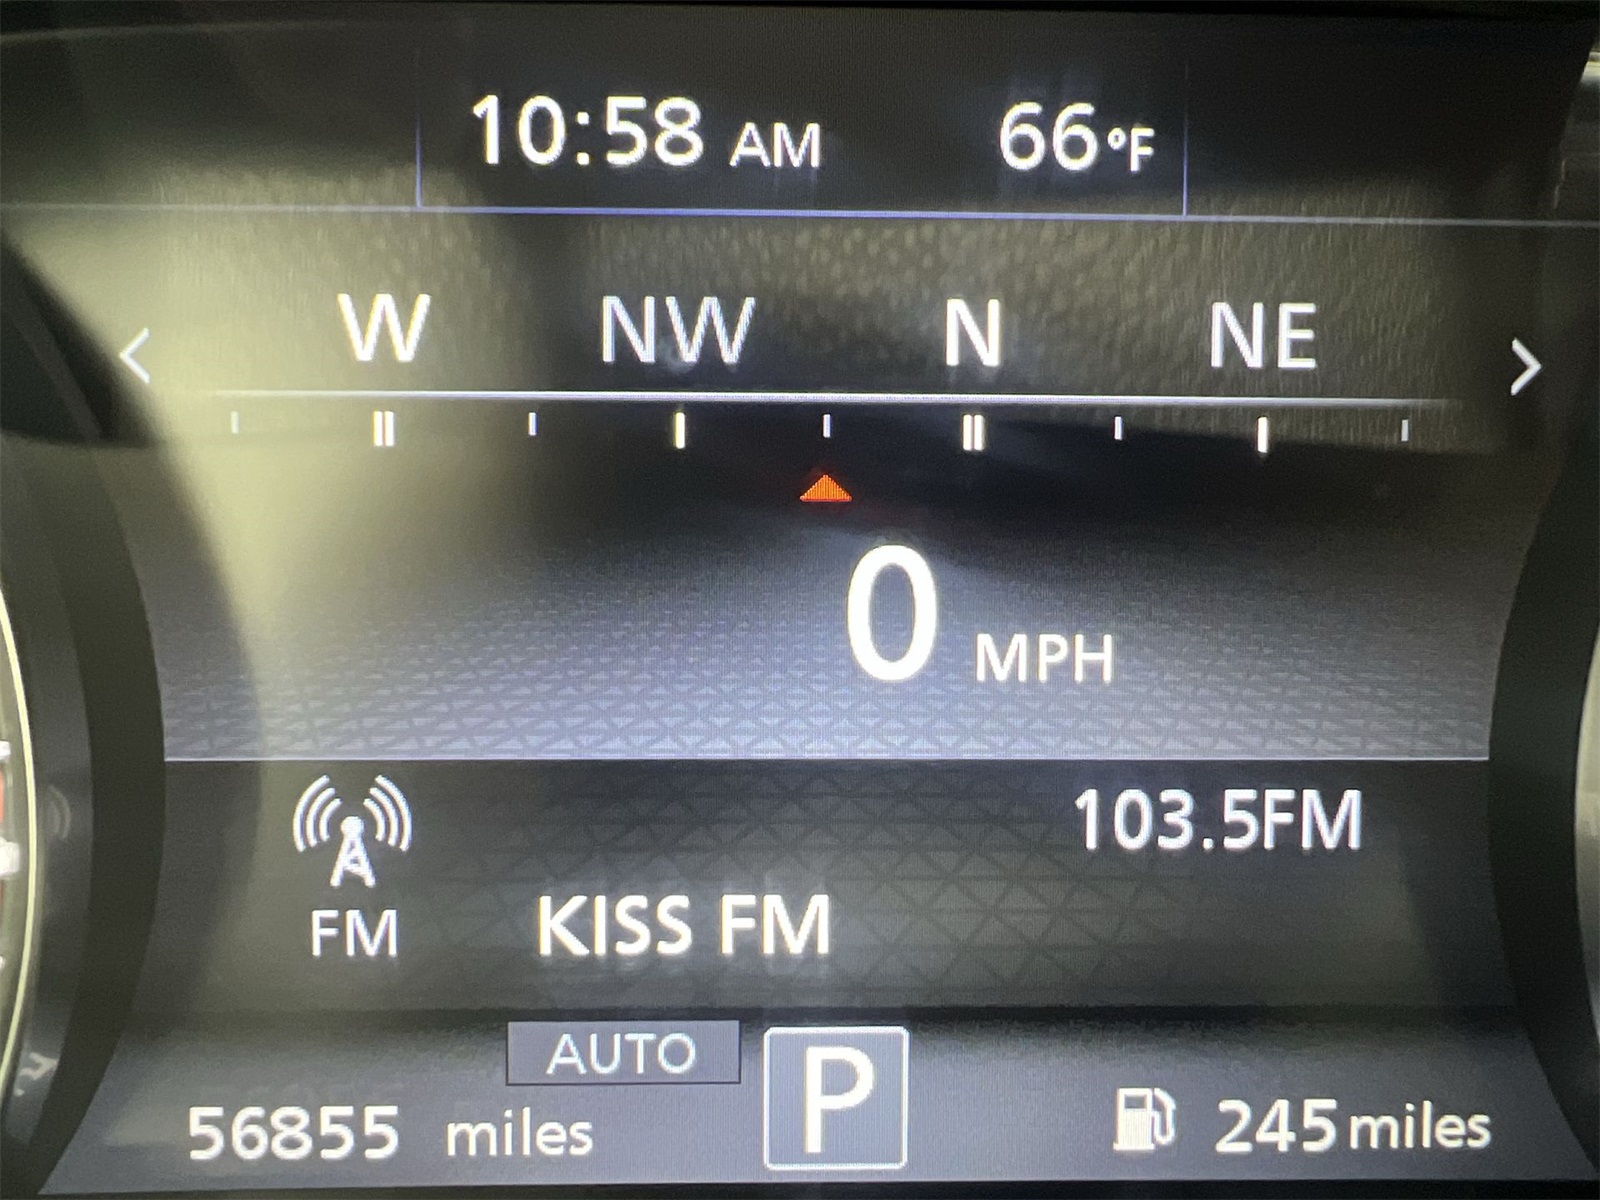 10:58 AM 66°F
< W NW N NE >
0 MPH
103.5FM
FM KISS FM
AUTO P
56855 miles 245 miles